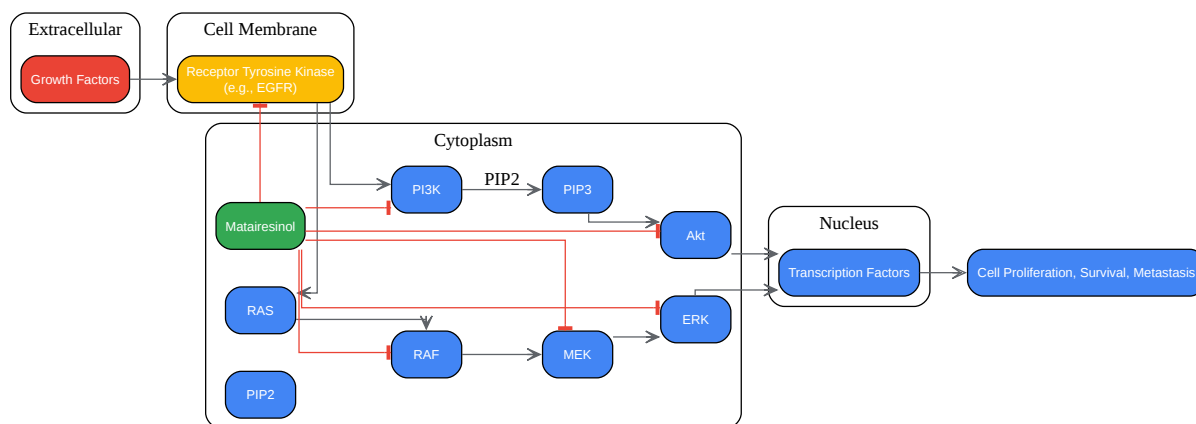 Extracellular
Cell Membrane
Growth Factors
Receptor Tyrosine Kinase
(e.g., EGFR)
Cytoplasm
PI3K
PIP2
PIP3
Matairesinol
Akt
Nucleus
Transcription Factors
Cell Proliferation, Survival, Metastasis
RAS
ERK
RAF
MEK
PIP2